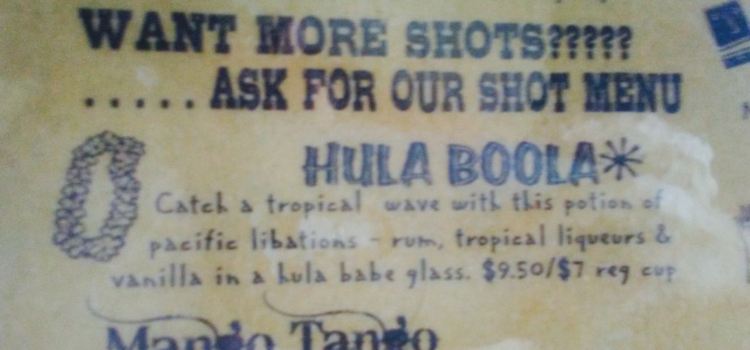 WANT MORE SHOTS?????
.....ASK FOR OUR SHOT MENU
HULA BOOLA*
Catch a tropical wave with this potion of
pacific libations - rum, tropical liqueurs &
vanilla in a hula babe glass. $9.50/$7 reg cup
Mango Tango